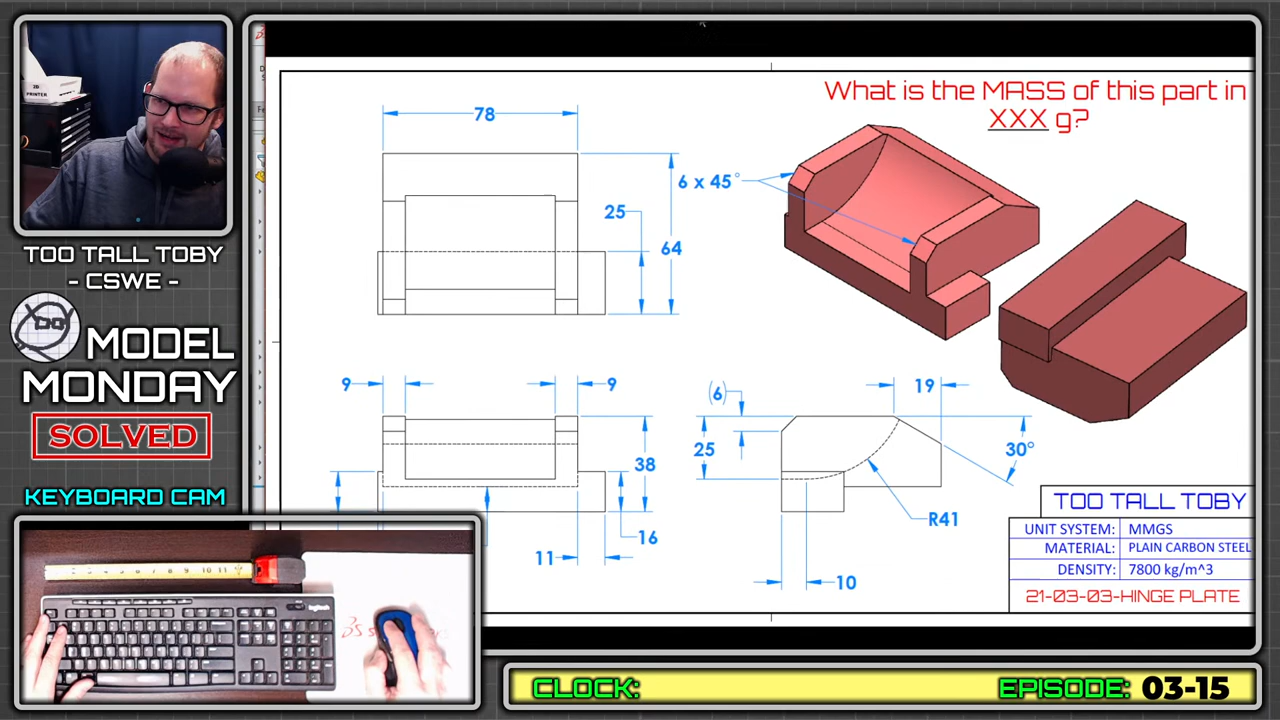 TOO TALL TOBY
- CSWE -
MODEL
MONDAY
SOLVED
KEYBOARD CAM
What is the MASS of this part in
XXX g?
78
6 x 45°
25
64
9
9
38
16
11
(6)
19
25
30°
R41
10
TOO TALL TOBY
UNIT SYSTEM: MMGS
MATERIAL: PLAIN CARBON STEEL
DENSITY: 7800 kg/m^3
21-03-03-HINGE PLATE
CLOCK:
EPISODE: 03-15